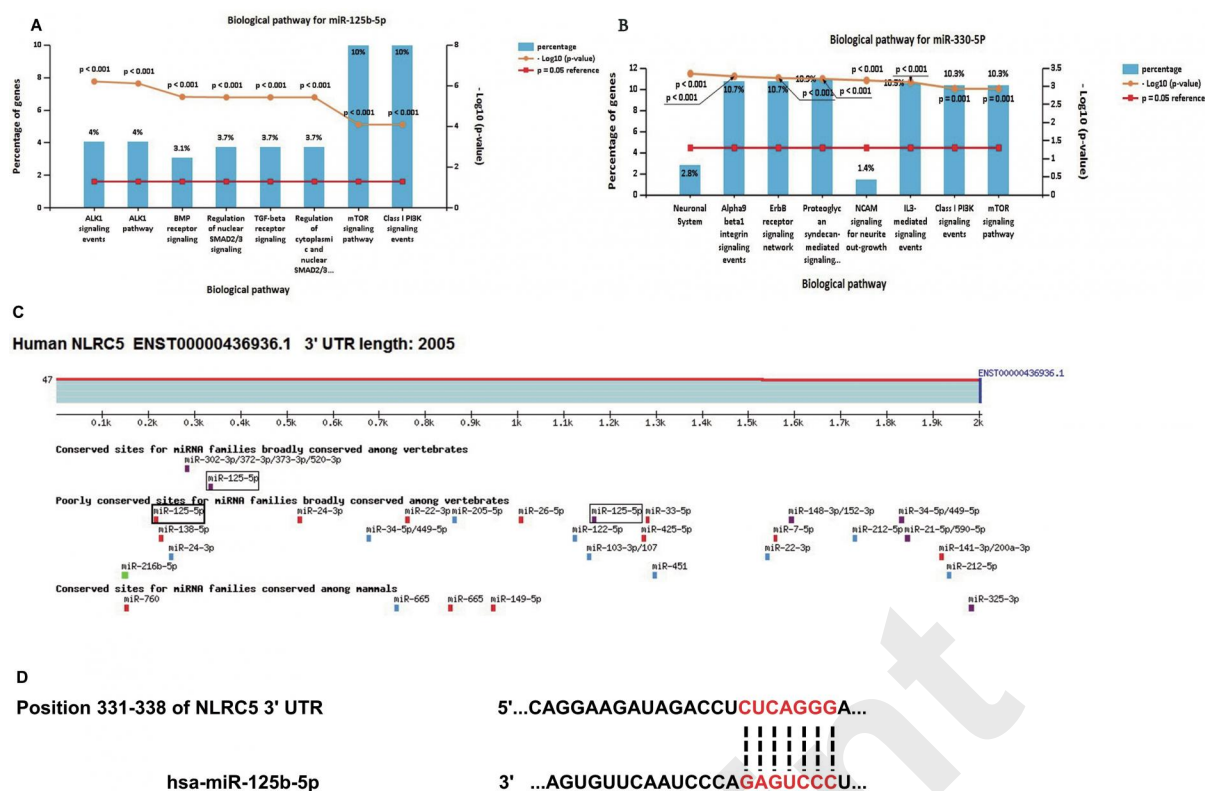 A
Biological pathway for miR-125b-5p
Percentage of genes
10
8
6
4
2
0
8
6
4
2
0
- Log10 (p-value)
p < 0.001
p < 0.001
p < 0.001
p < 0.001
p < 0.001
p < 0.001
p < 0.001
p < 0.001
4%
4%
3.1%
3.7%
3.7%
3.7%
10%
10%
ALK1 signaling events
ALK1 pathway
BMP receptor signaling
Regulation of nuclear SMAD2/3 signaling
TGF-beta receptor signaling
Regulation of cytoplasmi c and nuclear SMAD2/3...
mTOR signaling pathway
Class I PI3K signaling events
Biological pathway
percentage
- Log10 (p-value)
p = 0.05 reference
B
Biological pathway for miR-330-5P
Percentage of genes
12
10
8
6
4
2
0
3.5
3
2.5
2
1.5
1
0.5
0
- Log10 (p-value)
p < 0.001
p < 0.001
p < 0.001
p < 0.001
p < 0.001
p < 0.001
p = 0.001
p = 0.001
2.8%
10.7%
10.7%
1.4%
10.3%
10.3%
Neuronal System
Alpha9 beta1 integrin signaling events
ErbB receptor signaling network
Proteoglyc an syndecan-mediated signaling...
NCAM signaling for neurite out-growth
IL3-mediated signaling events
Class I PI3K signaling events
mTOR signaling pathway
Biological pathway
percentage
- Log10 (p-value)
p = 0.05 reference
C
Human NLRC5 ENST00000436936.1 3' UTR length: 2005
47
ENST00000436936.1
0.1k 0.2k 0.3k 0.4k 0.5k 0.6k 0.7k 0.8k 0.9k 1k 1.1k 1.2k 1.3k 1.4k 1.5k 1.6k 1.7k 1.8k 1.9k 2k
Conserved sites for miRNA families broadly conserved among vertebrates
miR-302-3p/372-3p/373-3p/520-3p
miR-125-5p
Poorly conserved sites for miRNA families broadly conserved among vertebrates
miR-125-5p miR-24-3p miR-22-3p miR-205-5p miR-26-5p miR-125-5p miR-33-5p miR-148-3p/152-3p miR-34-5p/449-5p
miR-138-5p miR-34-5p/449-5p miR-122-5p miR-425-5p miR-7-5p miR-212-5p miR-21-5p/590-5p
miR-24-3p miR-103-3p/107 miR-22-3p miR-141-3p/200a-3p
miR-216b-5p miR-451 miR-212-5p
Conserved sites for miRNA families conserved among mammals
miR-760 miR-665 miR-665 miR-149-5p miR-325-3p
D
Position 331-338 of NLRC5 3' UTR 5'...CAGGAAGAUAGACCUCUCAGGGA...
hsa-miR-125b-5p 3' ...AGUGUUCAAUCCCAGAGUCCCU...